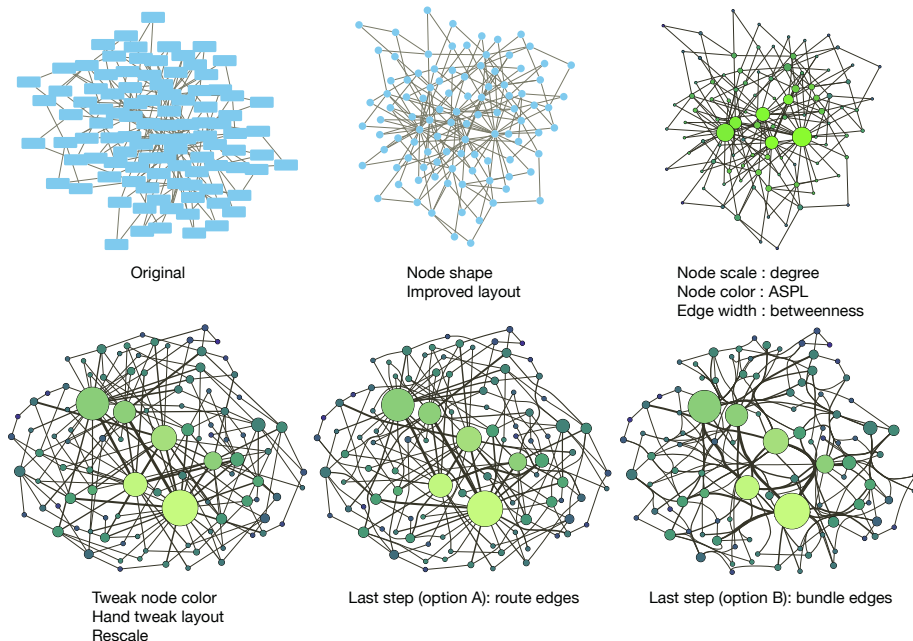 Original
Node shape
Improved layout
Node scale : degree
Node color : ASPL
Edge width : betweenness
Tweak node color
Hand tweak layout
Rescale
Last step (option A): route edges
Last step (option B): bundle edges